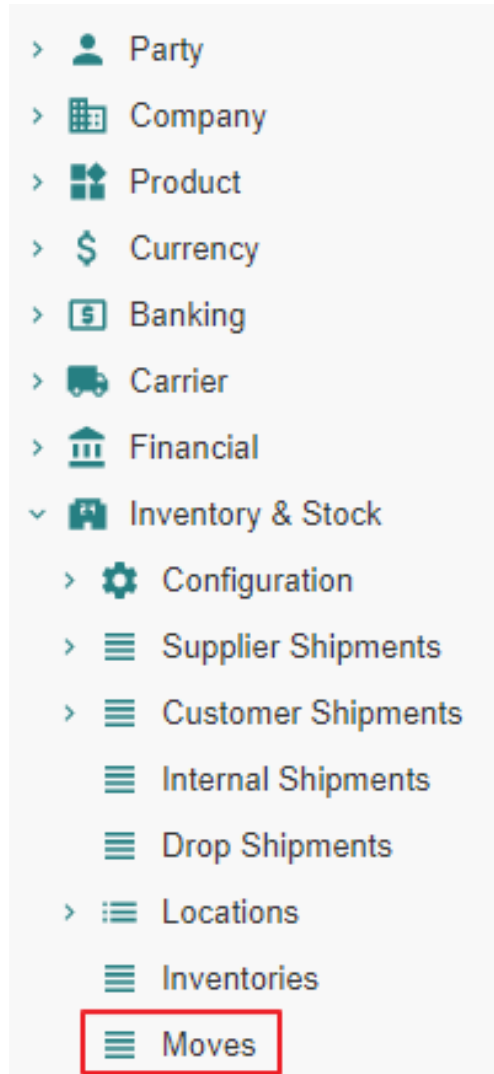 Party
Company
Product
$ Currency
Banking
Carrier
Financial
Inventory & Stock
Configuration
Supplier Shipments
Customer Shipments
Internal Shipments
Drop Shipments
Locations
Inventories
Moves